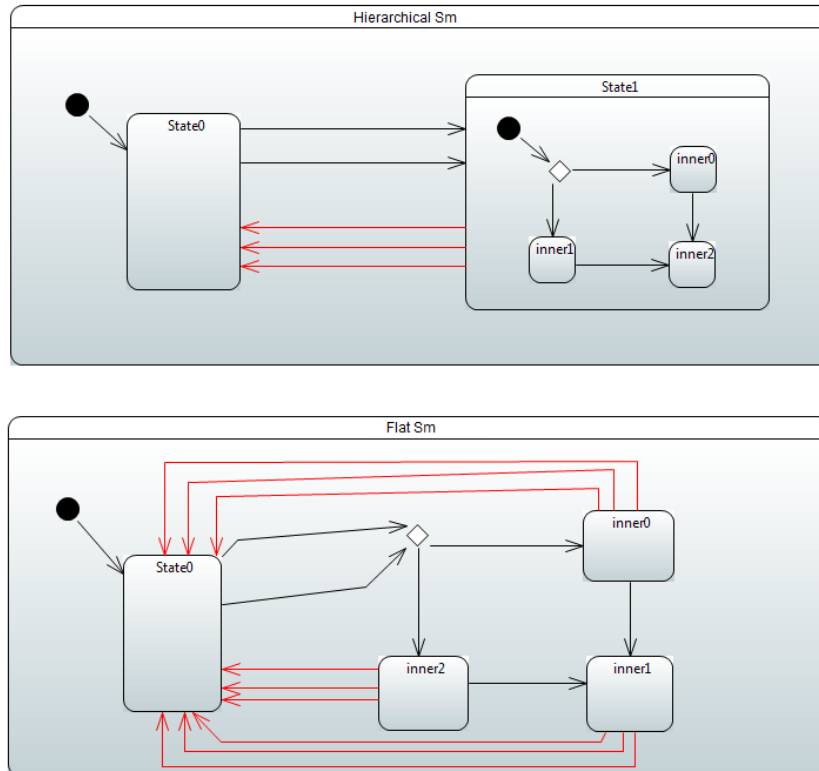 Hierarchical Sm
State1
State0
inner0
inner1
inner2
Flat Sm
inner0
State0
inner2
inner1